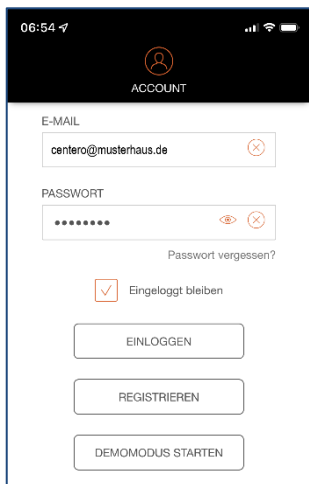 06:54
ACCOUNT
E-MAIL
centero@musterhaus.de
PASSWORT
••••••••
Passwort vergessen?
Eingeloggt bleiben
EINLOGGEN
REGISTRIEREN
DEMOMODUS STARTEN